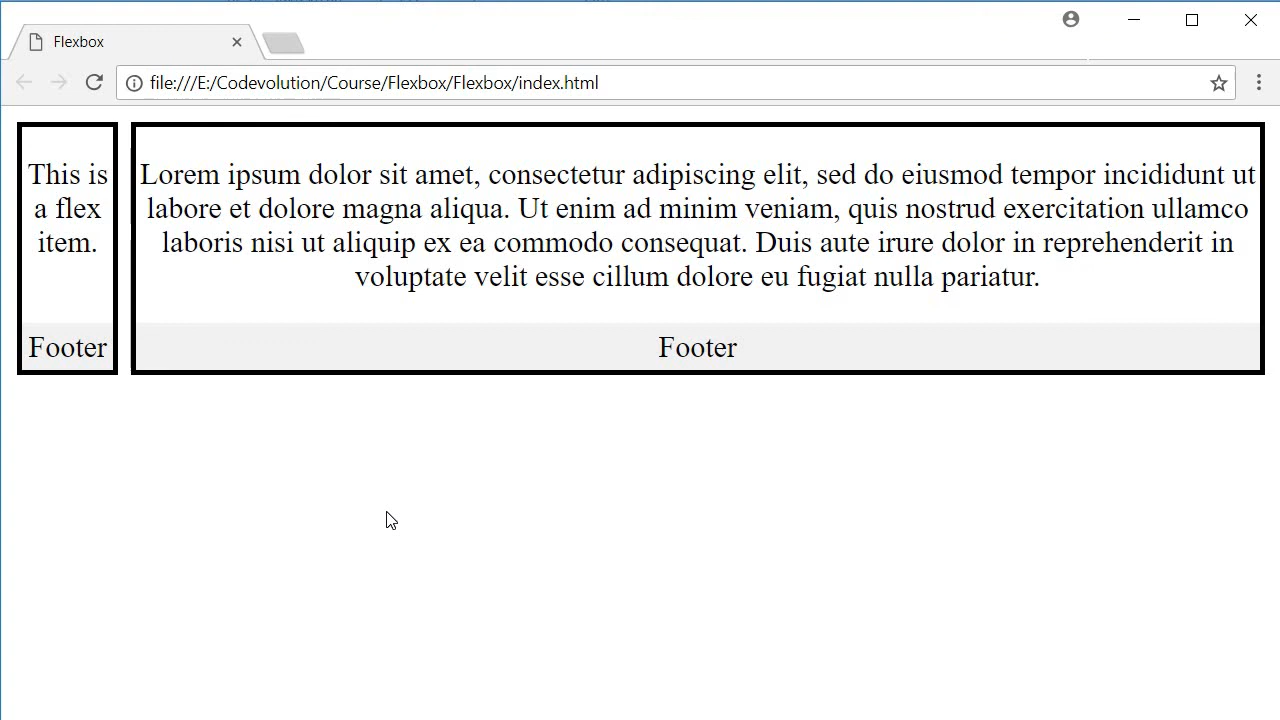 Flexbox
file:///E:/Codevolution/Course/Flexbox/Flexbox/index.html
This is
a flex
item.
Footer
Lorem ipsum dolor sit amet, consectetur adipiscing elit, sed do eiusmod tempor incididunt ut
labore et dolore magna aliqua. Ut enim ad minim veniam, quis nostrud exercitation ullamco
laboris nisi ut aliquip ex ea commodo consequat. Duis aute irure dolor in reprehenderit in
voluptate velit esse cillum dolore eu fugiat nulla pariatur.
Footer